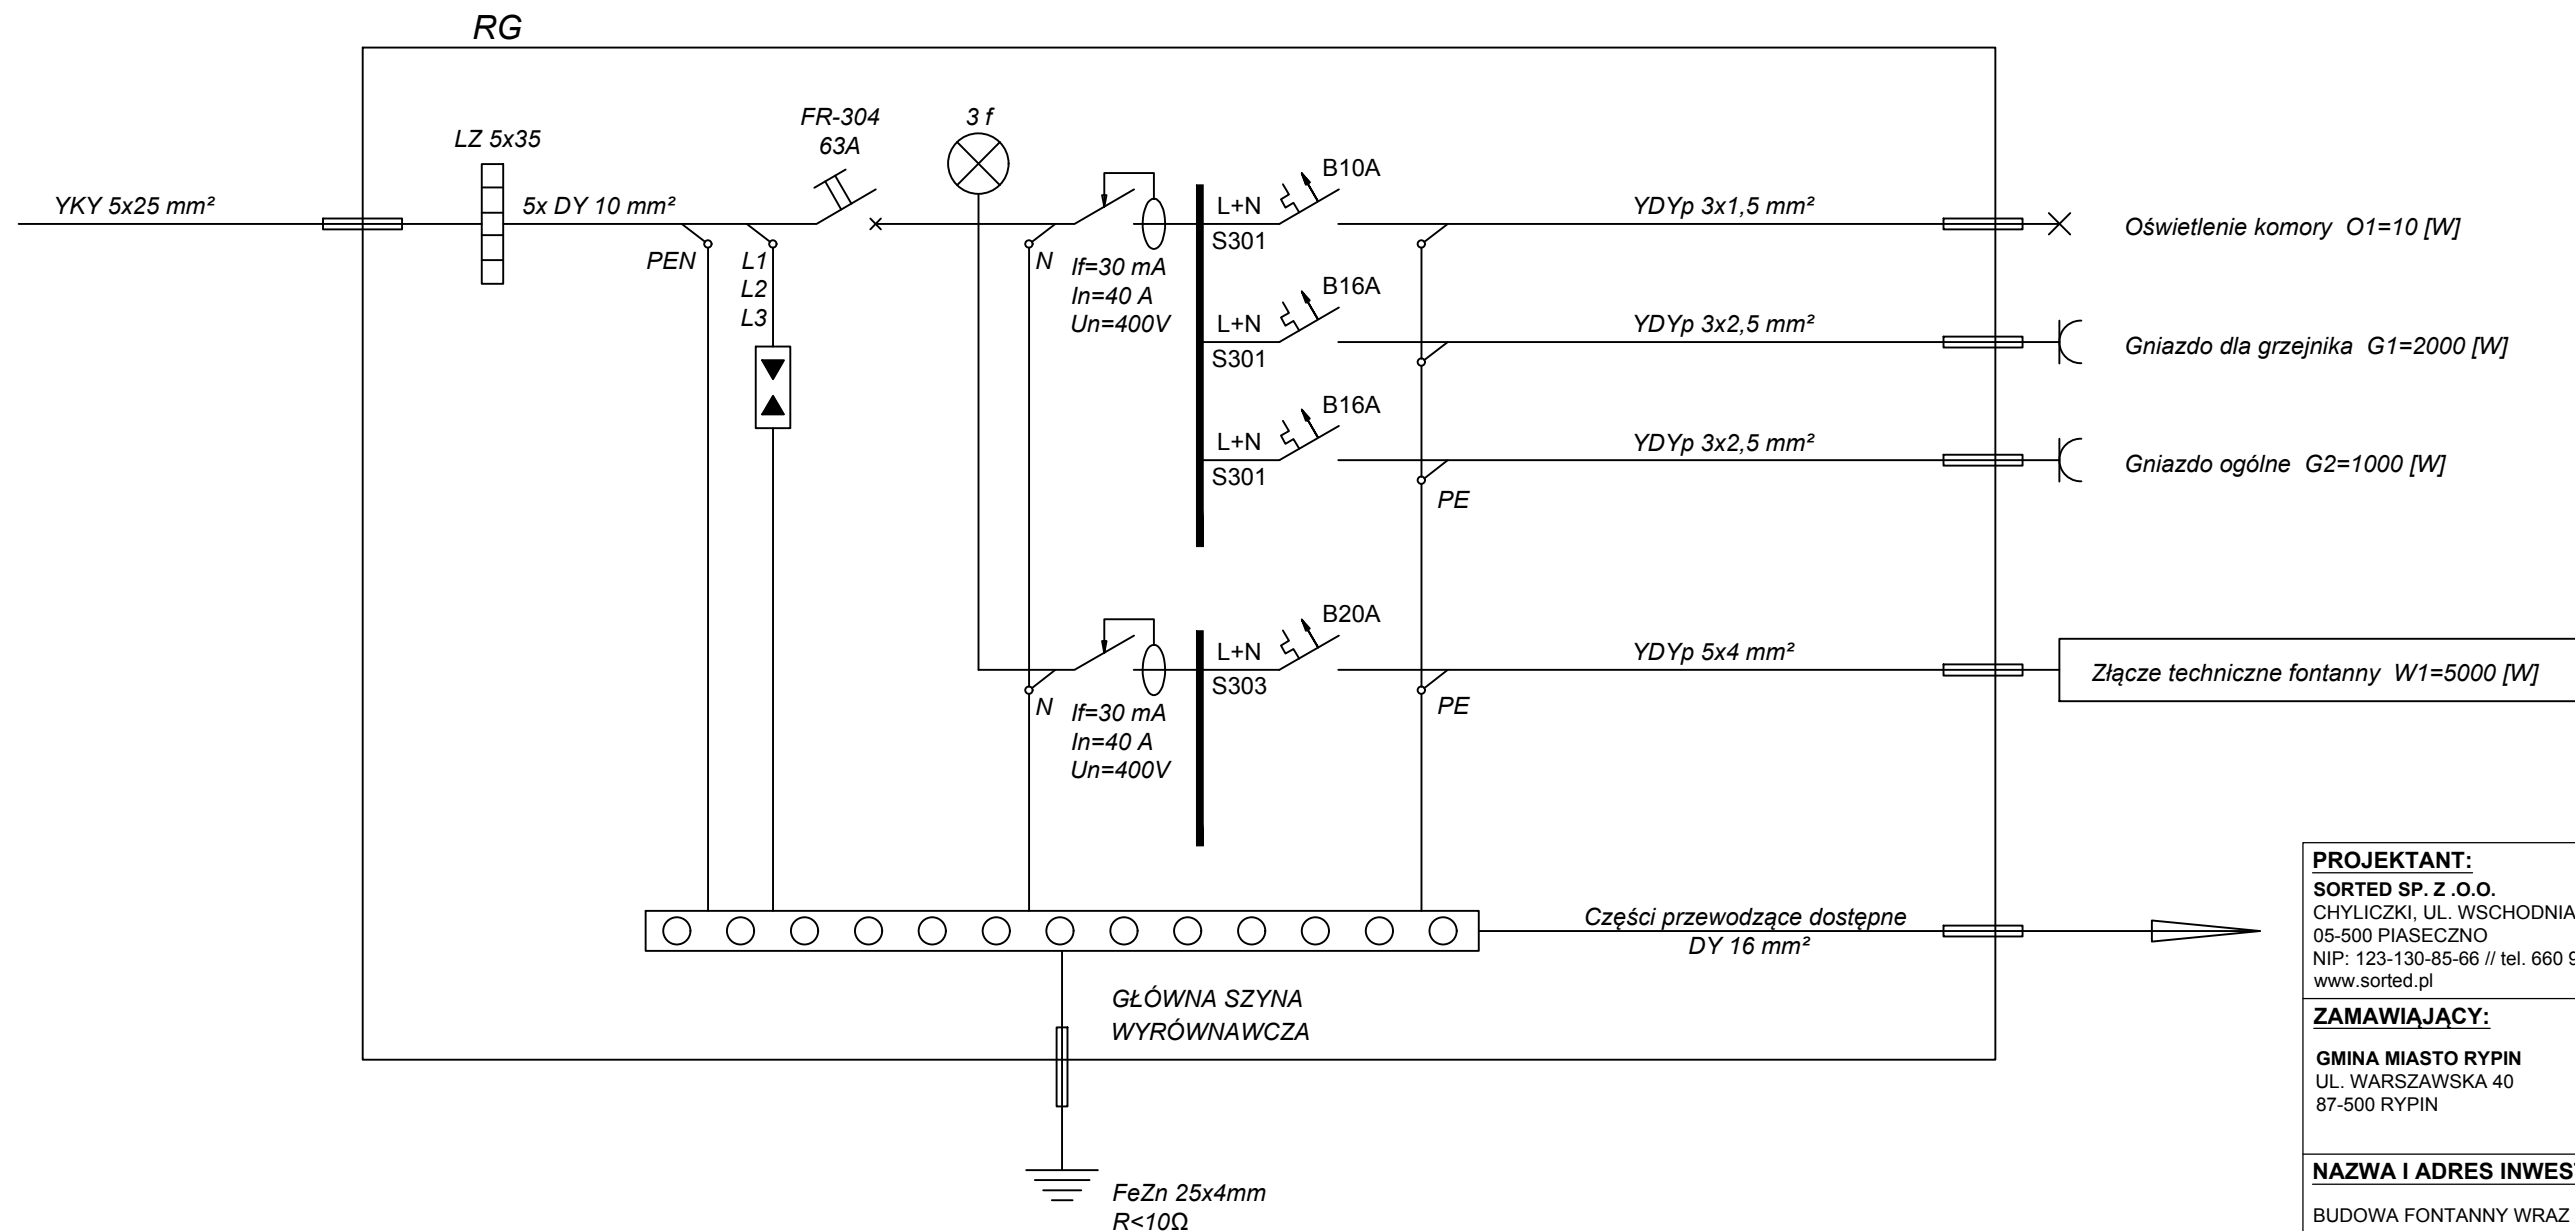 RG
LZ 5x35
FR-304
63A
3 f
YKY 5x25 mm²
5x DY 10 mm²
PEN
L1
L2
L3
N
If=30 mA
In=40 A
Un=400V
L+N
S301
B10A
YDYp 3x1,5 mm²
Oświetlenie komory O1=10 [W]
L+N
S301
B16A
YDYp 3x2,5 mm²
Gniazdo dla grzejnika G1=2000 [W]
L+N
S301
B16A
YDYp 3x2,5 mm²
Gniazdo ogólne G2=1000 [W]
PE
N
If=30 mA
In=40 A
Un=400V
L+N
S303
B20A
YDYp 5x4 mm²
PE
Złącze techniczne fontanny W1=5000 [W]
Części przewodzące dostępne
DY 16 mm²
GŁÓWNA SZYNA
WYRÓWNAWCZA
FeZn 25x4mm
R<10Ω
PROJEKTANT:
SORTED SP. Z .O.O.
CHYLICZKI, UL. WSCHODNIA
05-500 PIASECZNO
NIP: 123-130-85-66 // tel. 660 9
www.sorted.pl
ZAMAWIĄJĄCY:
GMINA MIASTO RYPIN
UL. WARSZAWSKA 40
87-500 RYPIN
NAZWA I ADRES INWES
BUDOWA FONTANNY WRAZ